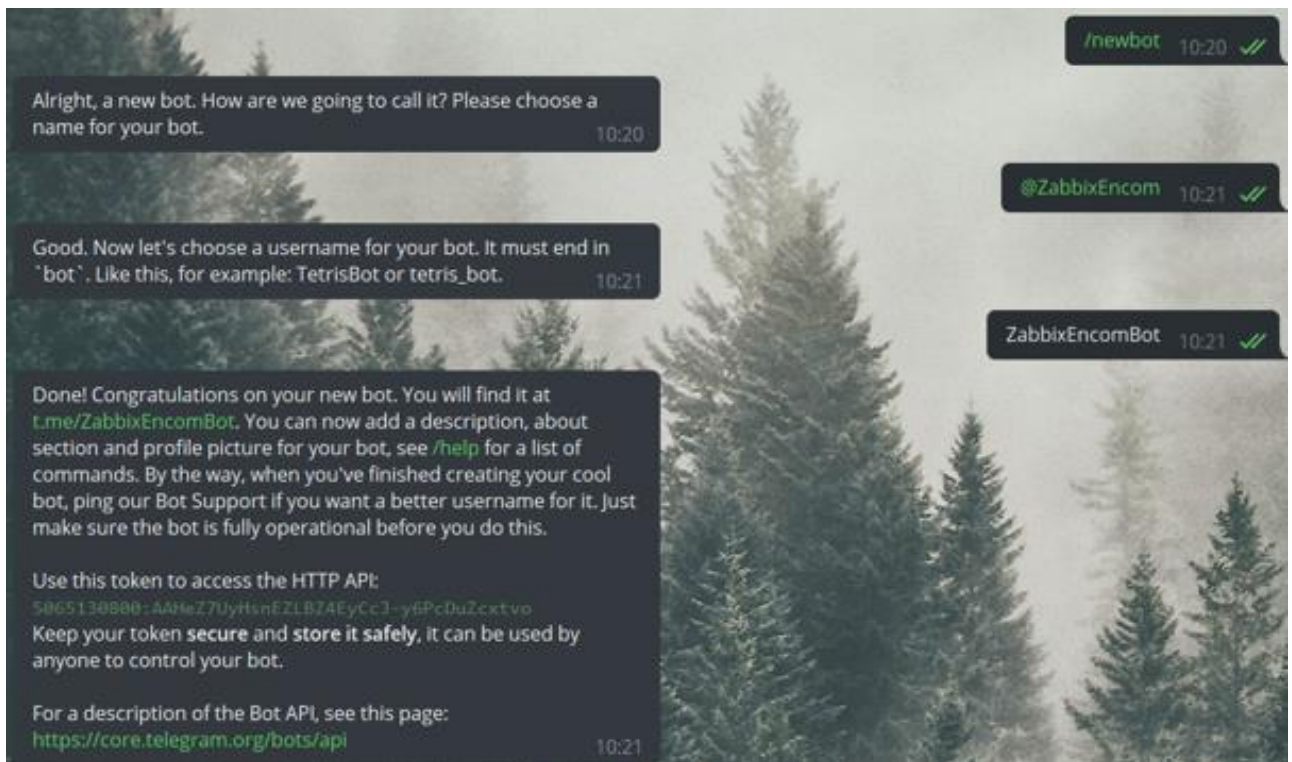 /newbot 10:20
Alright, a new bot. How are we going to call it? Please choose a
name for your bot.
10:20
@ZabbixEncom 10:21
Good. Now let's choose a username for your bot. It must end in
`bot`. Like this, for example: TetrisBot or tetris_bot.
10:21
ZabbixEncomBot 10:21
Done! Congratulations on your new bot. You will find it at
t.me/ZabbixEncomBot. You can now add a description, about
section and profile picture for your bot, see /help for a list of
commands. By the way, when you've finished creating your cool
bot, ping our Bot Support if you want a better username for it. Just
make sure the bot is fully operational before you do this.
Use this token to access the HTTP API:
Keep your token secure and store it safely, it can be used by
anyone to control your bot.
For a description of the Bot API, see this page:
https://core.telegram.org/bots/api
10:21